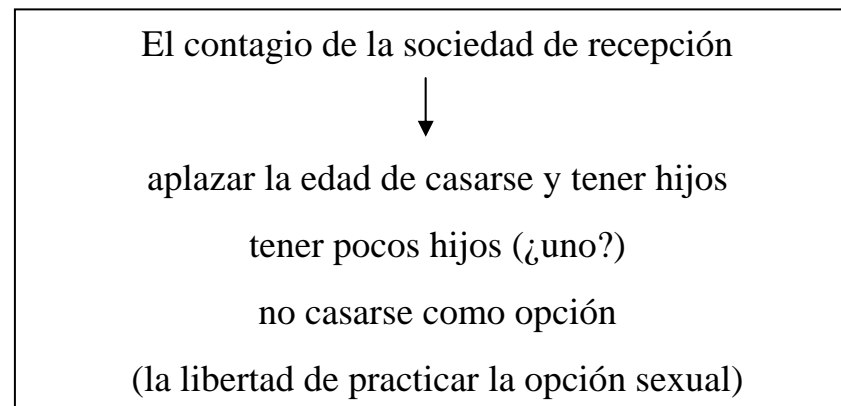 El contagio de la sociedad de recepción
aplazar la edad de casarse y tener hijos
tener pocos hijos (¿uno?)
no casarse como opción
(la libertad de practicar la opción sexual)